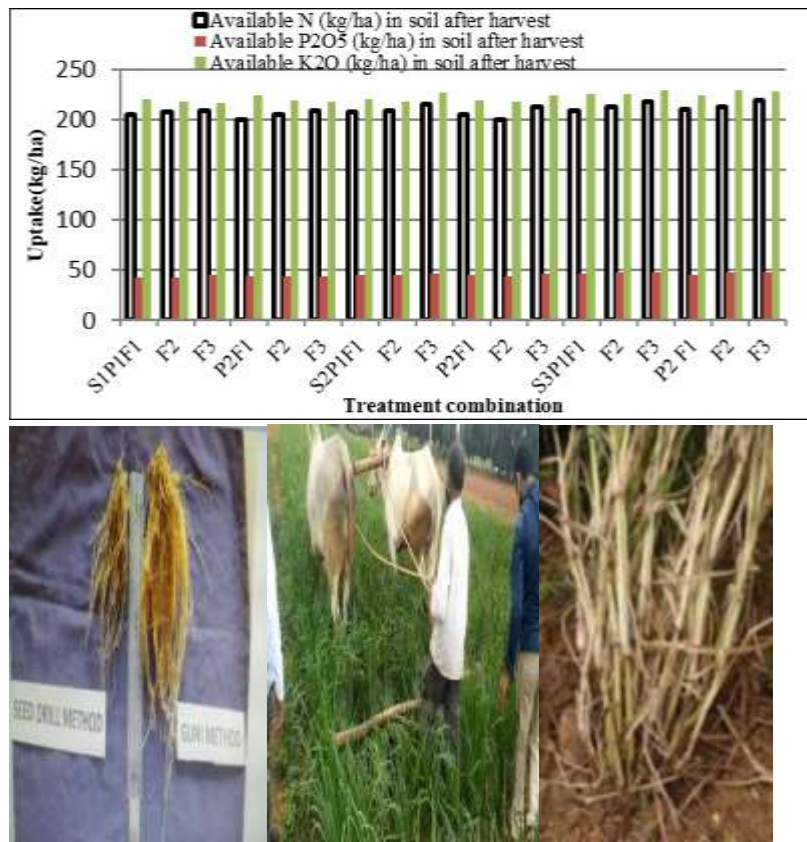 Available N (kg/ha) in soil after harvest
Available P2O5 (kg/ha) in soil after harvest
Available K2O (kg/ha) in soil after harvest
Uptake(kg/ha)
250
200
150
100
50
0
S1P1F1
F2
F3
P2F1
F2
F3
S2P1F1
F2
F3
P2F1
F2
F3
S3P1F1
F2
F3
P2 F1
F2
F3
Treatment combination
SEED DRILL METHOD
GULI METHOD